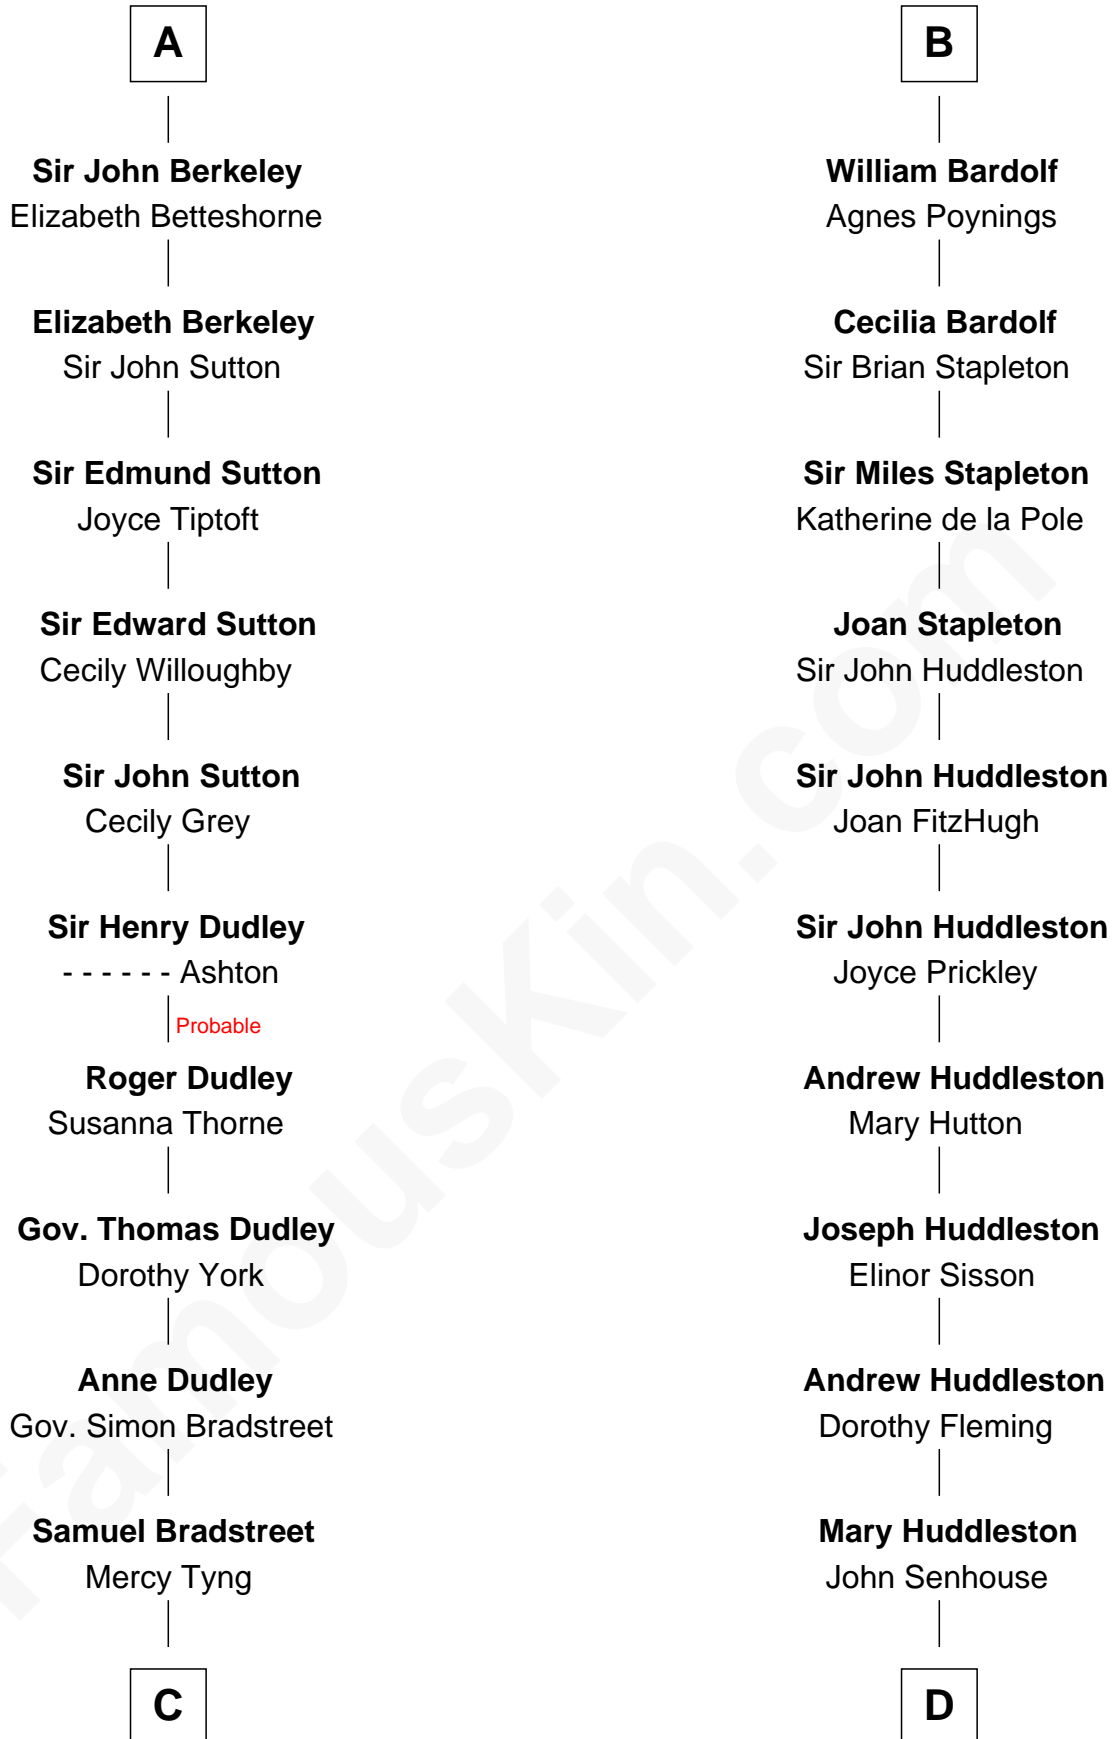 A
Sir John Berkeley
Elizabeth Betteshorne
Elizabeth Berkeley
Sir John Sutton
Sir Edmund Sutton
Joyce Tiptoft
Sir Edward Sutton
Cecily Willoughby
Sir John Sutton
Cecily Grey
Sir Henry Dudley
- - - - - - Ashton
Probable
Roger Dudley
Susanna Thorne
Gov. Thomas Dudley
Dorothy York
Anne Dudley
Gov. Simon Bradstreet
Samuel Bradstreet
Mercy Tyng
C
B
William Bardolf
Agnes Poynings
Cecilia Bardolf
Sir Brian Stapleton
Sir Miles Stapleton
Katherine de la Pole
Joan Stapleton
Sir John Huddleston
Sir John Huddleston
Joan FitzHugh
Sir John Huddleston
Joyce Prickley
Andrew Huddleston
Mary Hutton
Joseph Huddleston
Elinor Sisson
Andrew Huddleston
Dorothy Fleming
Mary Huddleston
John Senhouse
D
FamousKin.com